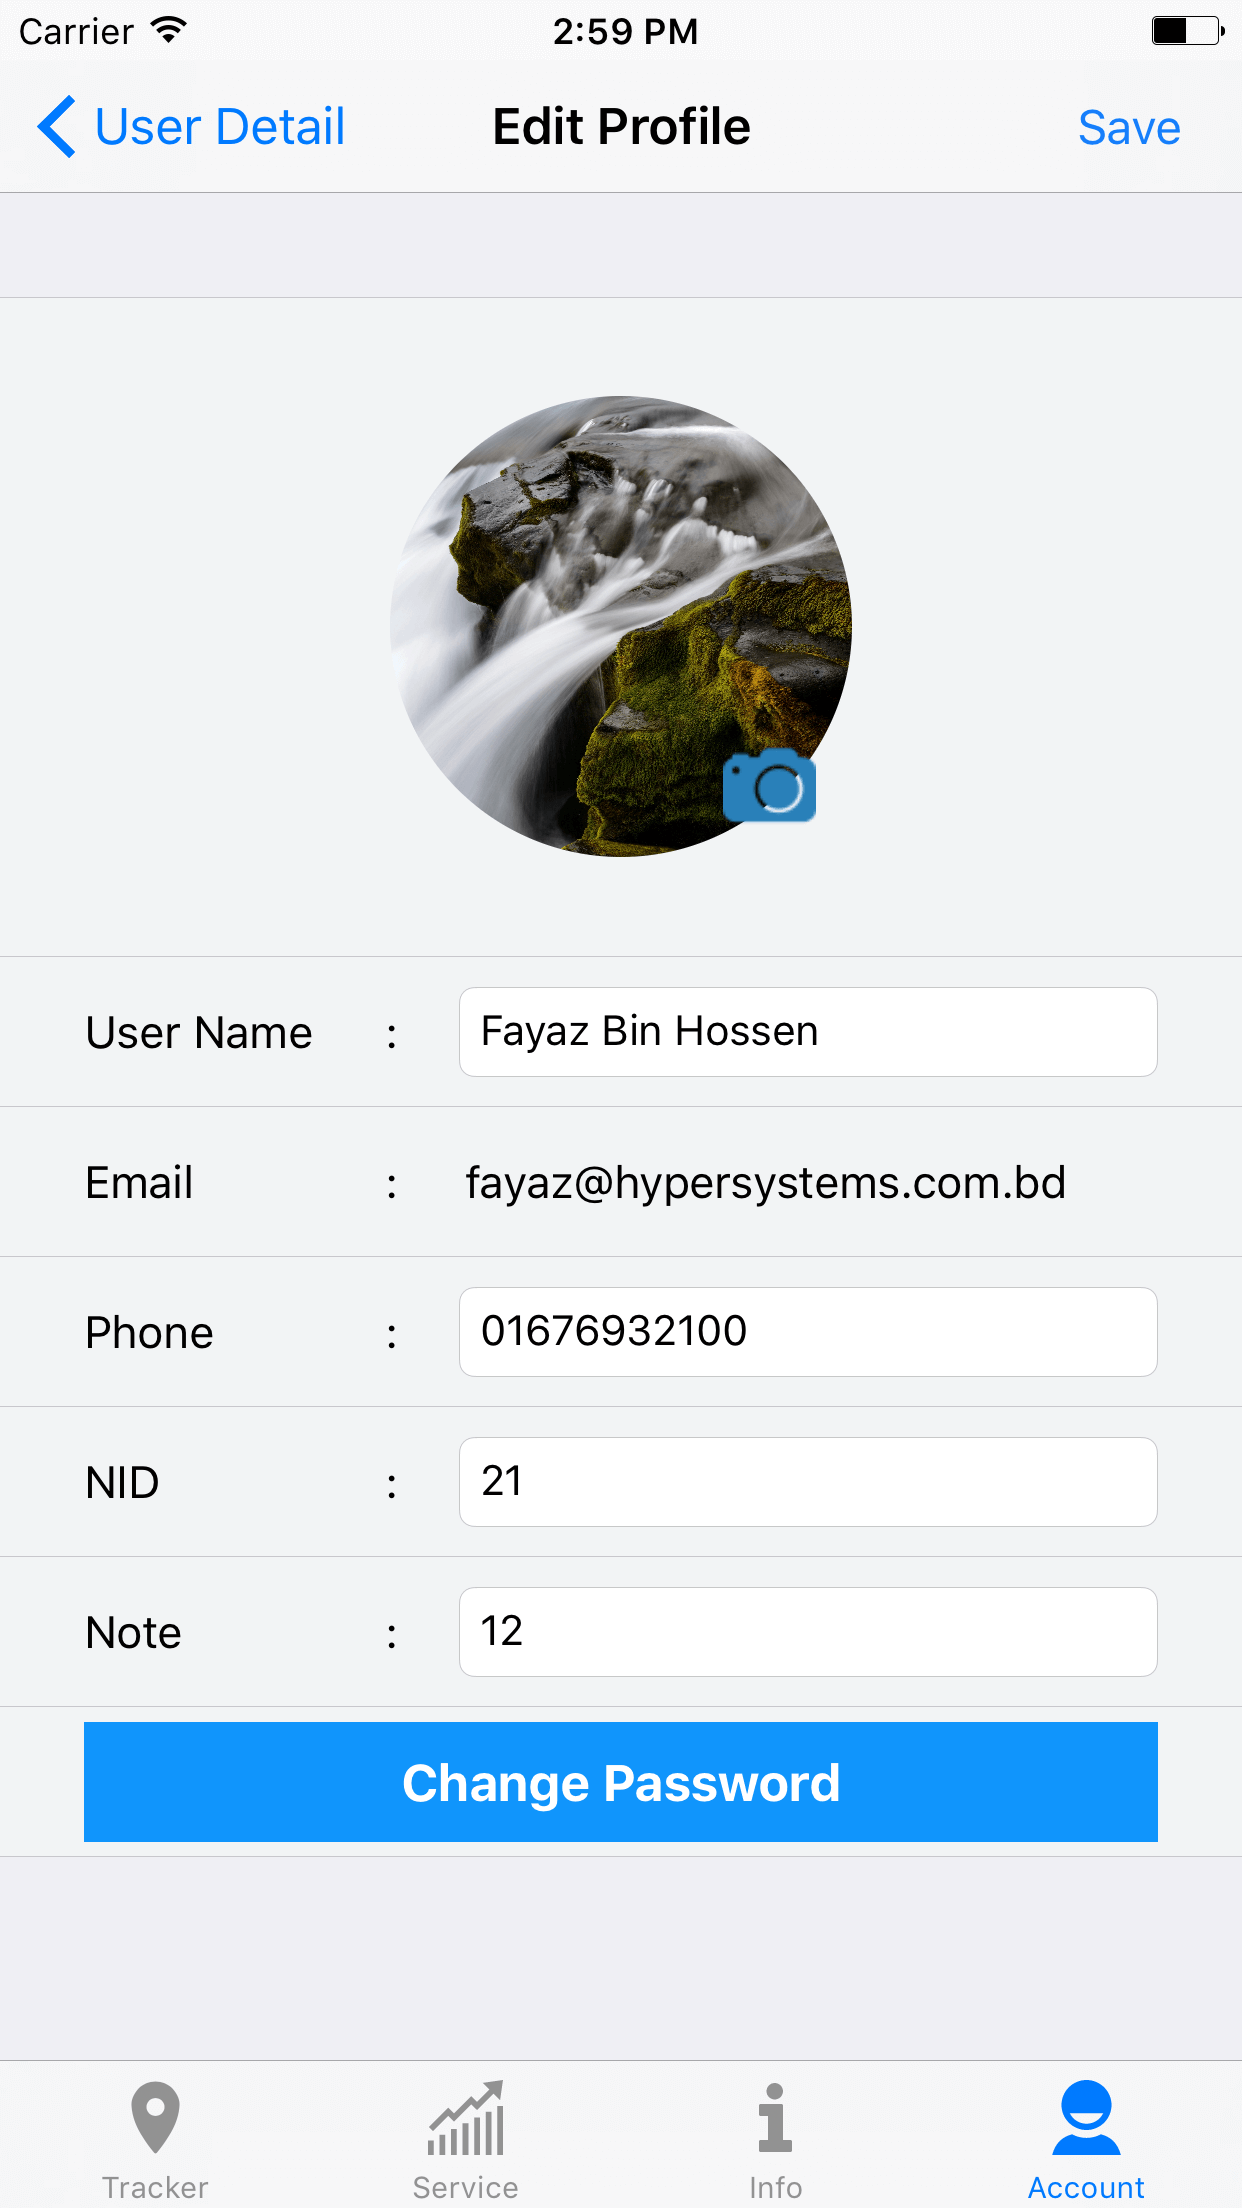 Carrier 2:59 PM
User Detail Edit Profile Save
User Name : Fayaz Bin Hossen
Email : fayaz@hypersystems.com.bd
Phone : 01676932100
NID : 21
Note : 12
Change Password
Tracker Service Info Account